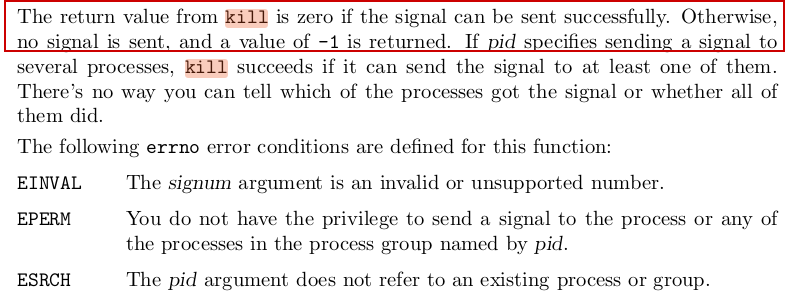 The return value from kill is zero if the signal can be sent successfully. Otherwise,
no signal is sent, and a value of -1 is returned. If pid specifies sending a signal to
several processes, kill succeeds if it can send the signal to at least one of them.
There's no way you can tell which of the processes got the signal or whether all of
them did.
The following errno error conditions are defined for this function:
EINVAL The signum argument is an invalid or unsupported number.
EPERM You do not have the privilege to send a signal to the process or any of
the processes in the process group named by pid.
ESRCH The pid argument does not refer to an existing process or group.